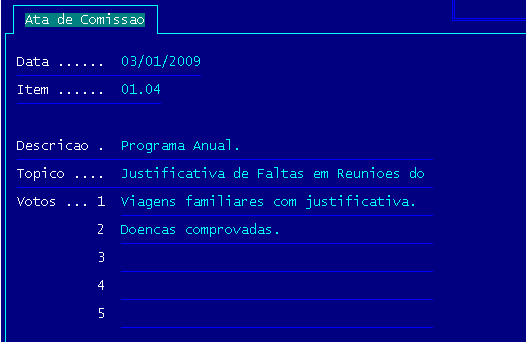 Ata de Comissao
Data ...... 03/01/2009
Item ...... 01.04
Descricao . Programa Anual.
Topico .... Justificativa de Faltas em Reunioes do
Votos ... 1 Viagens familiares com justificativa.
2 Doencas comprovadas.
3
4
5